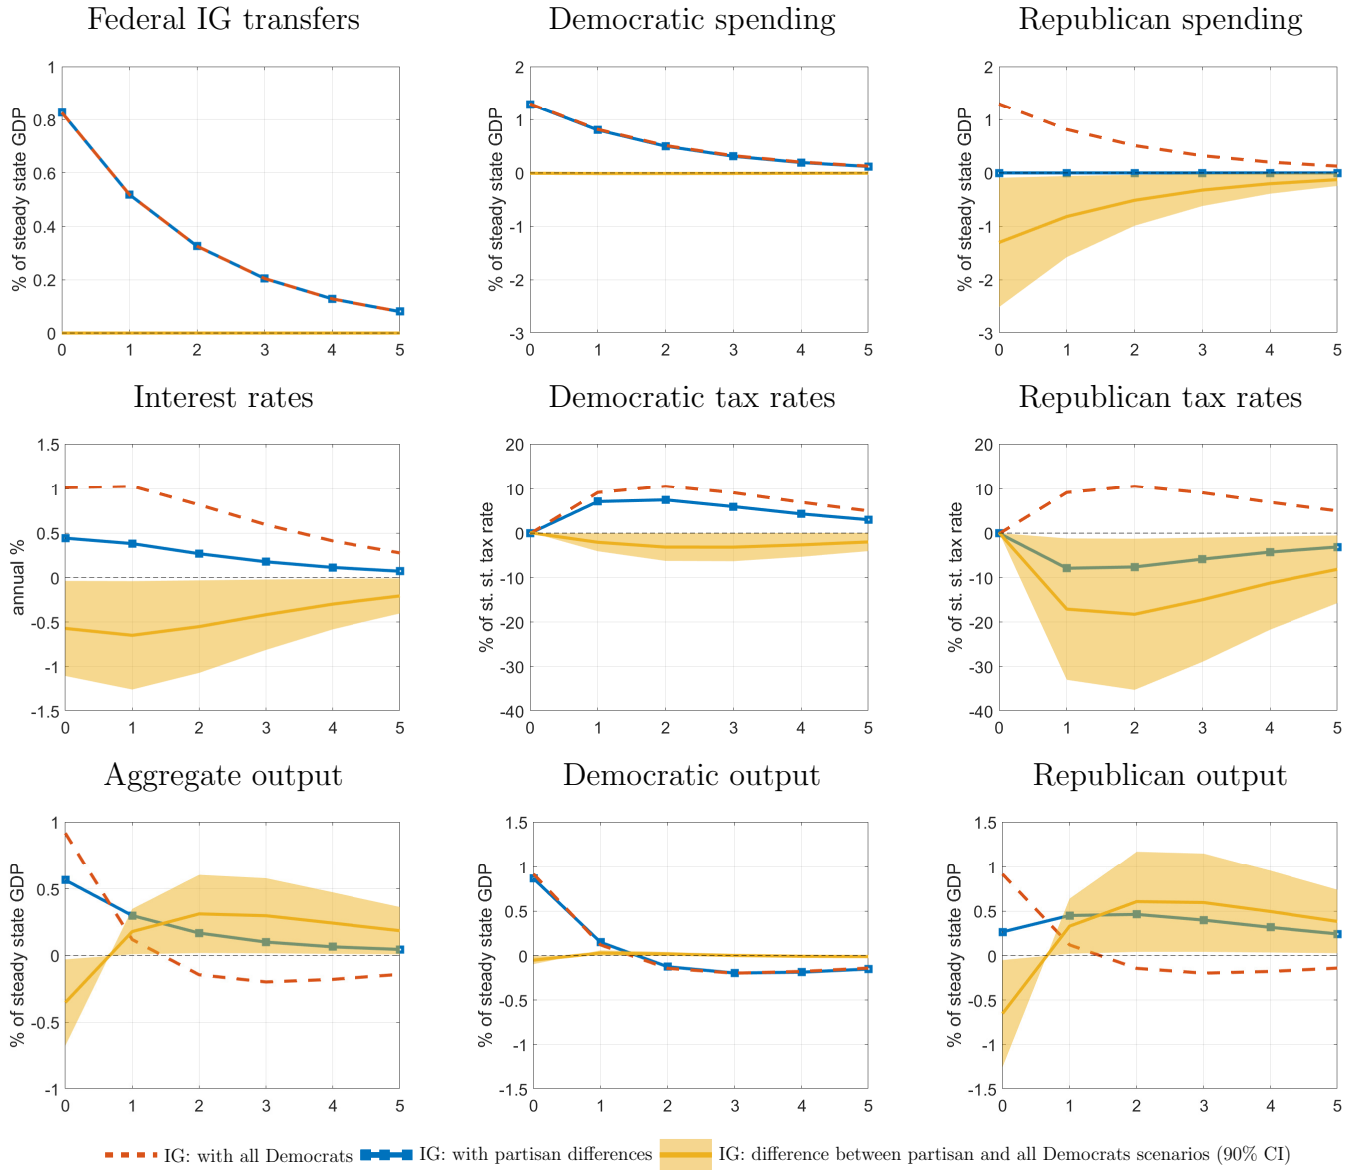 Federal IG transfers
% of steady state GDP
1
0.8
0.6
0.4
0.2
0
0 1 2 3 4 5
Democratic spending
% of steady state GDP
2
1
0
-1
-2
-3
0 1 2 3 4 5
Republican spending
% of steady state GDP
2
1
0
-1
-2
-3
0 1 2 3 4 5
Interest rates
annual %
1.5
1
0.5
0
-0.5
-1
-1.5
0 1 2 3 4 5
Democratic tax rates
% of st. st. tax rate
20
10
0
-10
-20
-30
-40
0 1 2 3 4 5
Republican tax rates
% of st. st. tax rate
20
10
0
-10
-20
-30
-40
0 1 2 3 4 5
Aggregate output
% of steady state GDP
1
0.5
0
-0.5
-1
0 1 2 3 4 5
Democratic output
% of steady state GDP
1.5
1
0.5
0
-0.5
-1
-1.5
0 1 2 3 4 5
Republican output
% of steady state GDP
1.5
1
0.5
0
-0.5
-1
-1.5
0 1 2 3 4 5
IG: with all Democrats IG: with partisan differences IG: difference between partisan and all Democrats scenarios (90% CI)